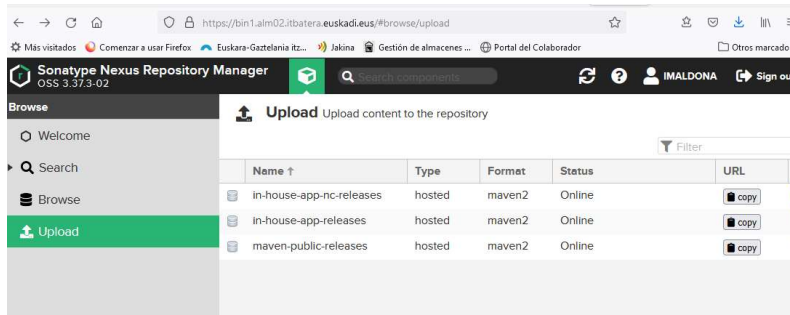 https://bin1.alm02.itbatera.euskadi.eus/#browse/upload
Más visitados Comenzar a usar Firefox Euskara-Gaztelania itz... Jakina Gestión de almacenes ... Portal del Colaborador Otros marcado
Sonatype Nexus Repository Manager
OSS 3.37.3-02
Search components
IMALDONA Sign ou
Browse
Upload Upload content to the repository
Welcome
Filter
Search
Name Type Format Status URL
Browse
in-house-app-nc-releases hosted maven2 Online copy
in-house-app-releases hosted maven2 Online copy
Upload
maven-public-releases hosted maven2 Online copy